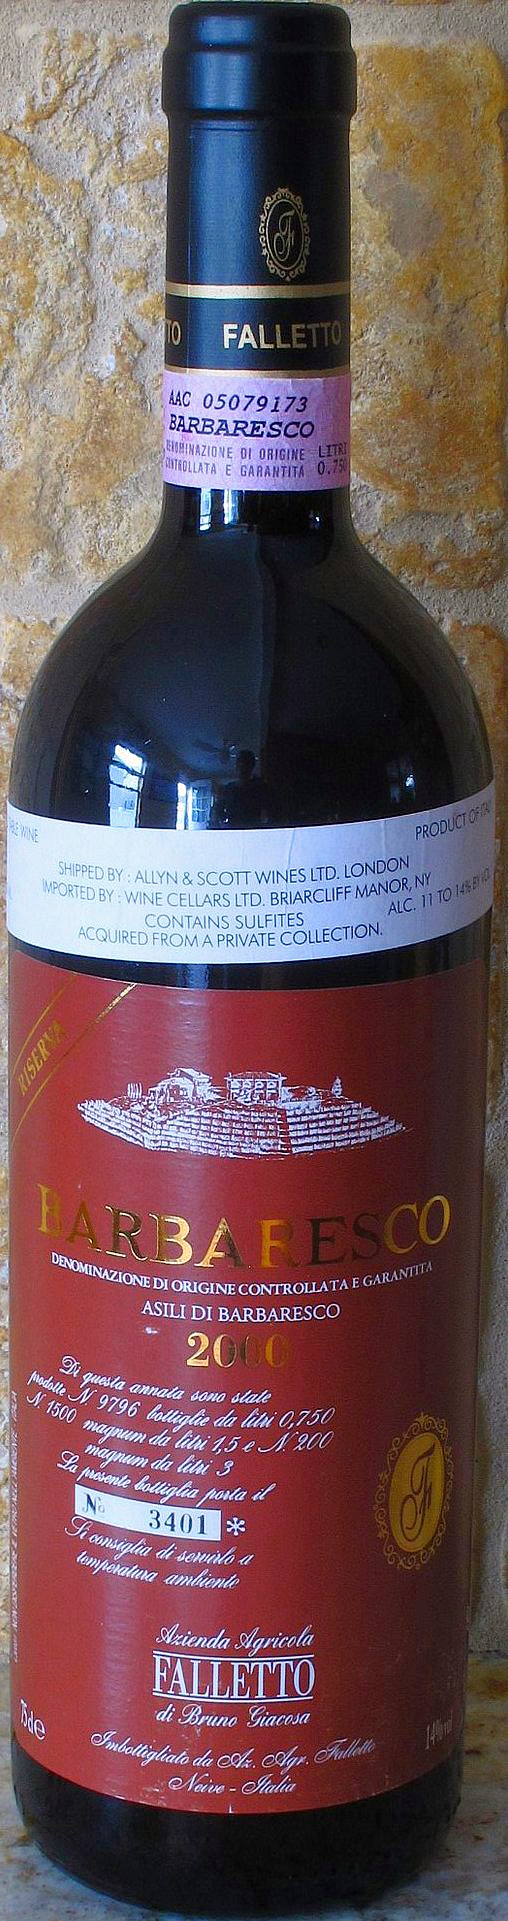 TO FALLETTO
AAC 05079173
BARBARESCO
DENOMINAZIONE DI ORIGINE LITRI
CONTROLLATA E GARANTITA 0.750
TABLE WINE
PRODUCT OF ITALY
SHIPPED BY : ALLYN & SCOTT WINES LTD. LONDON
IMPORTED BY : WINE CELLARS LTD. BRIARCLIFF MANOR, NY
CONTAINS SULFITES
ALC. 11 TO 14% BY VOL
ACQUIRED FROM A PRIVATE COLLECTION.
RISERVA
BARBARESCO
DENOMINAZIONE DI ORIGINE CONTROLLATA E GARANTITA
ASILI DI BARBARESCO
2000
Di questa annata sono state
prodotte N° 9796 bottiglie da litri 0,750
N. 1500 magnum da litri 1,5 e N° 200
magnum da litri 3
La presente bottiglia porta il
No 3401 *
Si consiglia di servirlo a
temperatura ambiente
Azienda Agricola
FALLETTO
di Bruno Giacosa
75cl e
14% vol
Imbottigliato da Az. Agr. Falletto
Neive - Italia